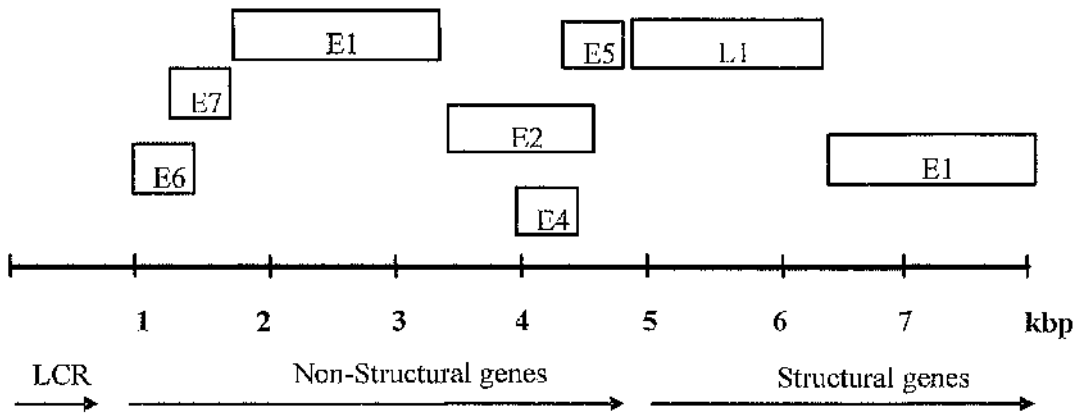 E1
E5
L1
E7
E2
E1
E6
E4
1 2 3 4 5 6 7 kbp
LCR Non-Structural genes Structural genes